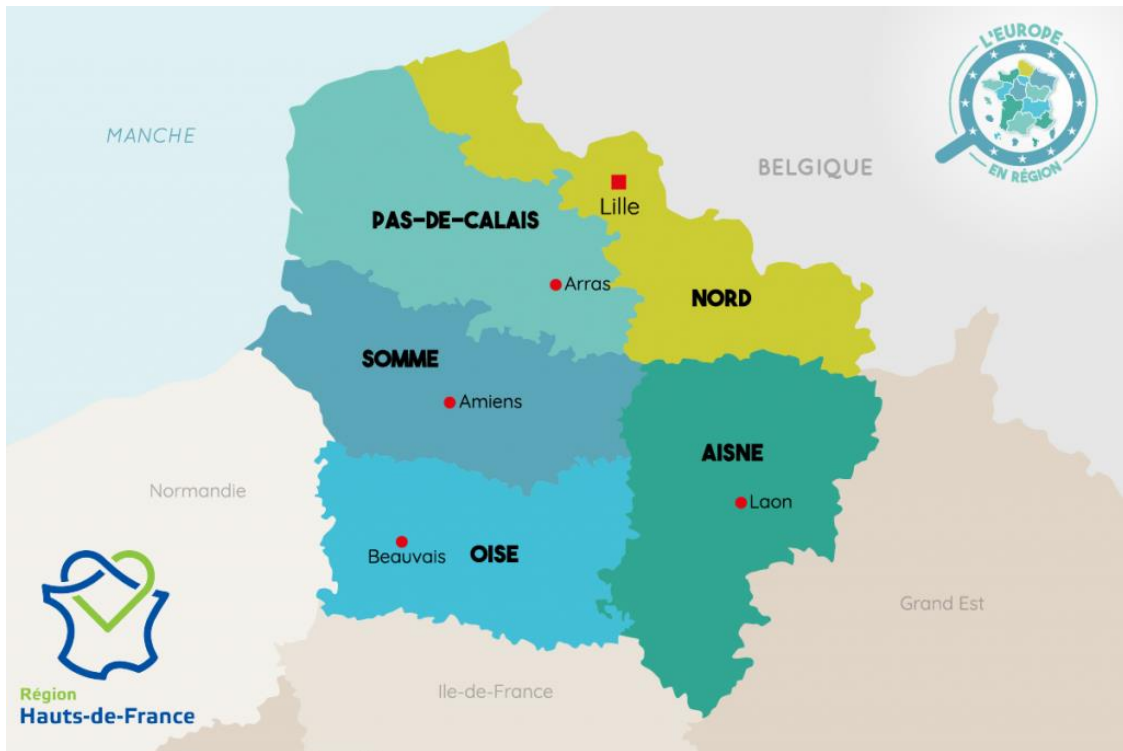 L'EUROPE
EN RÉGION
MANCHE
BELGIQUE
Lille
PAS-DE-CALAIS
Arras
NORD
SOMME
Amiens
AISNE
Normandie
Laon
Beauvais
OISE
Grand Est
Ile-de-France
Région
Hauts-de-France